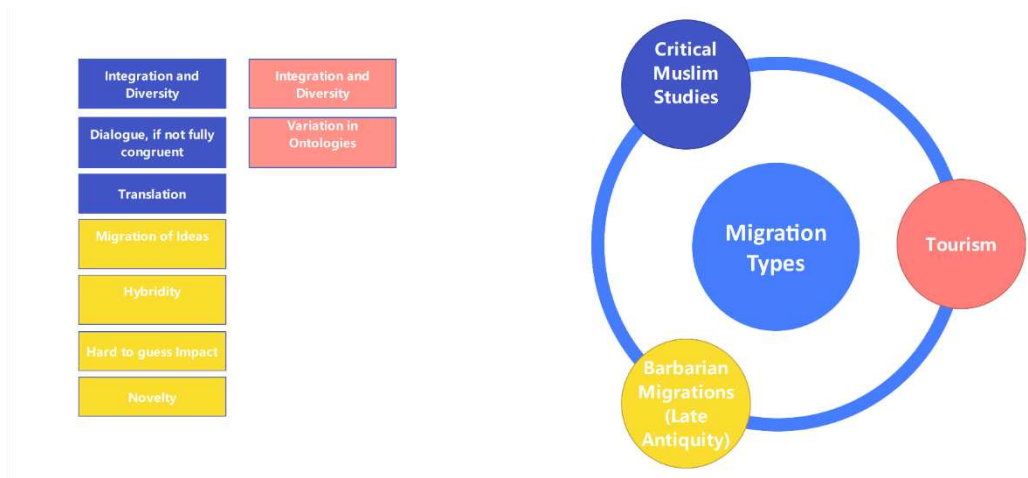 Integration and
Diversity
Dialogue, if not fully
congruent
Translation
Migration of Ideas
Hybridity
Hard to guess Impact
Novelty
Integration and
Diversity
Variation in
Ontologies
Critical
Muslim
Studies
Migration
Types
Tourism
Barbarian
Migrations
(Late
Antiquity)